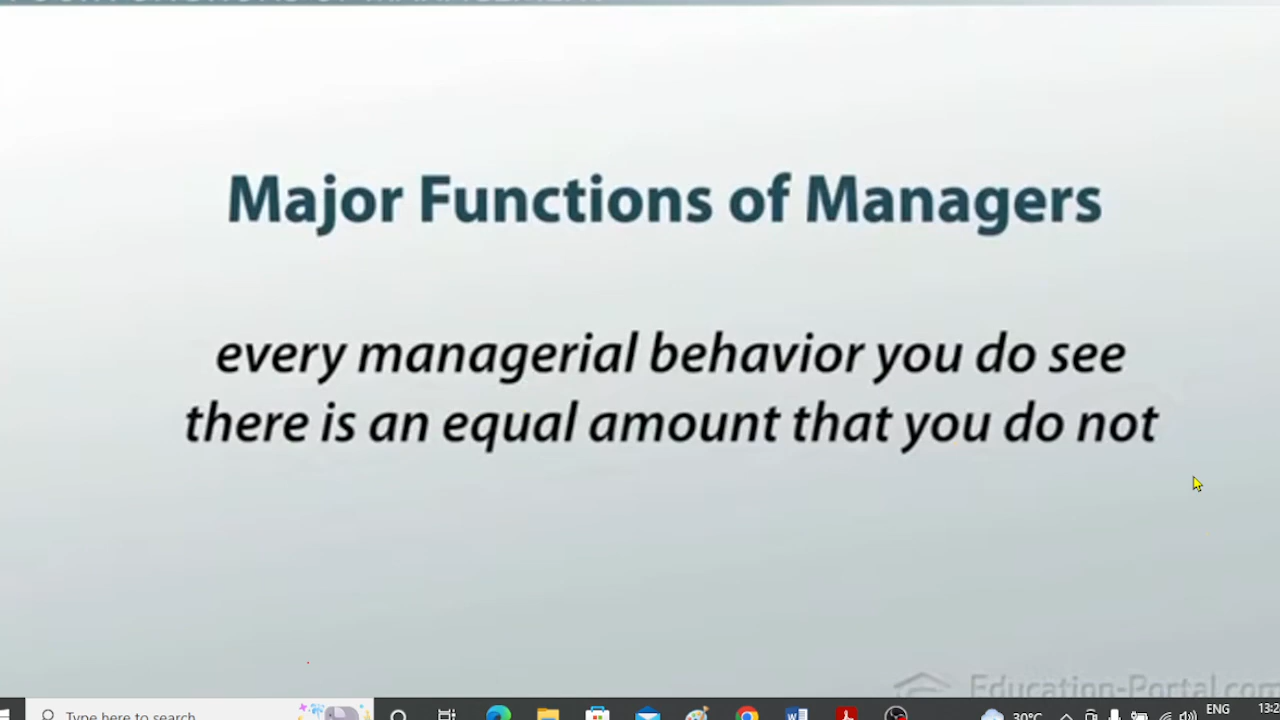 Major Functions of Managers
every managerial behavior you do see
there is an equal amount that you do not
Education-Portal.com
Type here to search
30°C
ENG